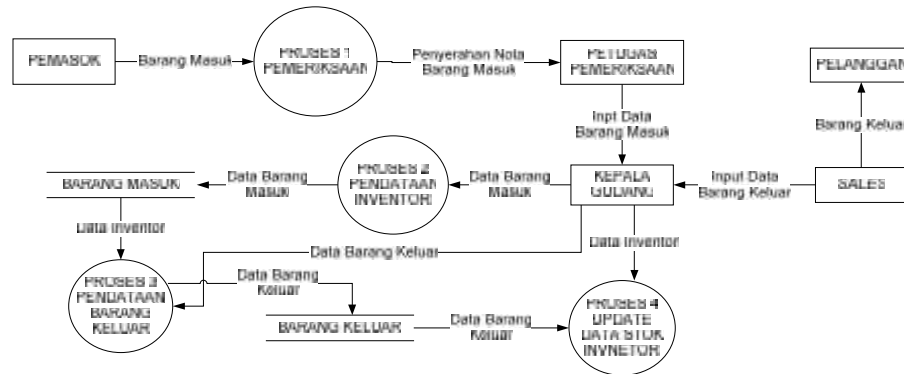 PEMASOK
Barang Masuk
PROSES 1
PEMERIKSAAN
Penyerahan Nota
Barang Masuk
PETUGAS
PEMERIKSAAN
PELANGGAN
Inpt Data
Barang Masuk
Barang Keluar
BARANG MASUK
Data Barang
Masuk
PROSES 2
PENDATAAN
INVENTORI
Data Barang
Masuk
KEPALA
GUDANG
Input Data
Barang Keluar
SALES
Data Inventori
Data Barang Keluar
Data Inventori
PROSES 3
PENDATAAN
BARANG
KELUAR
Data Barang
Keluar
BARANG KELUAR
Data Barang
Keluar
PROSES 4
UPDATE
DATA STOK
INVNETORI